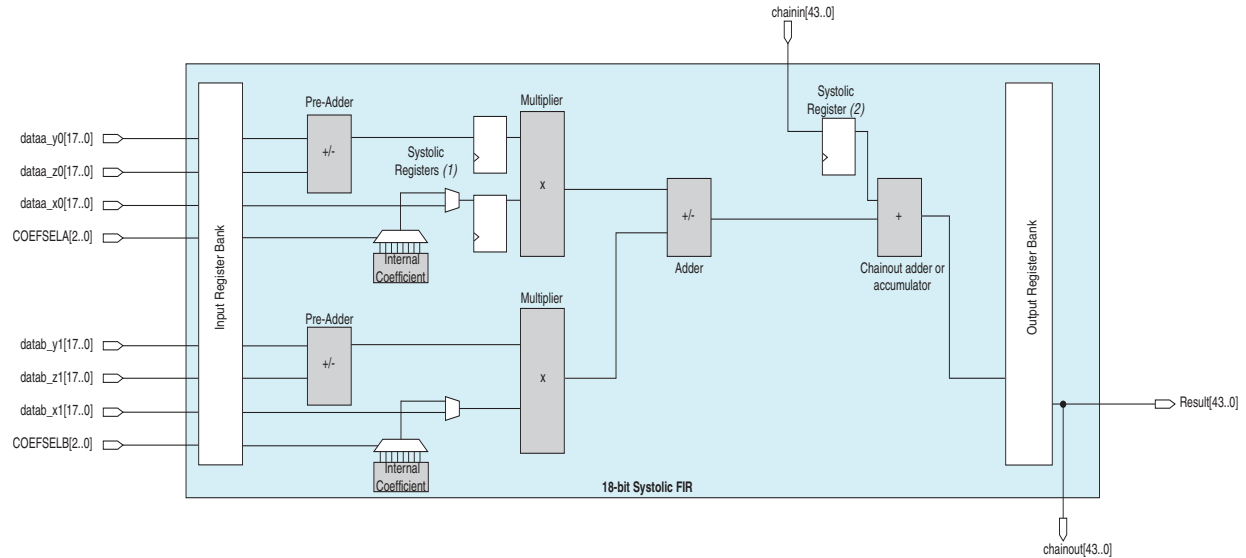 chainin[43..0]
Pre-Adder
Multiplier
Systolic
Register (2)
dataa_y0[17..0]
dataa_z0[17..0]
dataa_x0[17..0]
COEFSELA[2..0]
+/-
Systolic
Registers (1)
x
Internal
Coefficient
+/-
Adder
+
Chainout adder or
accumulator
Input Register Bank
Output Register Bank
Pre-Adder
Multiplier
datab_y1[17..0]
datab_z1[17..0]
datab_x1[17..0]
COEFSELB[2..0]
+/-
x
Internal
Coefficient
Result[43..0]
18-bit Systolic FIR
chainout[43..0]